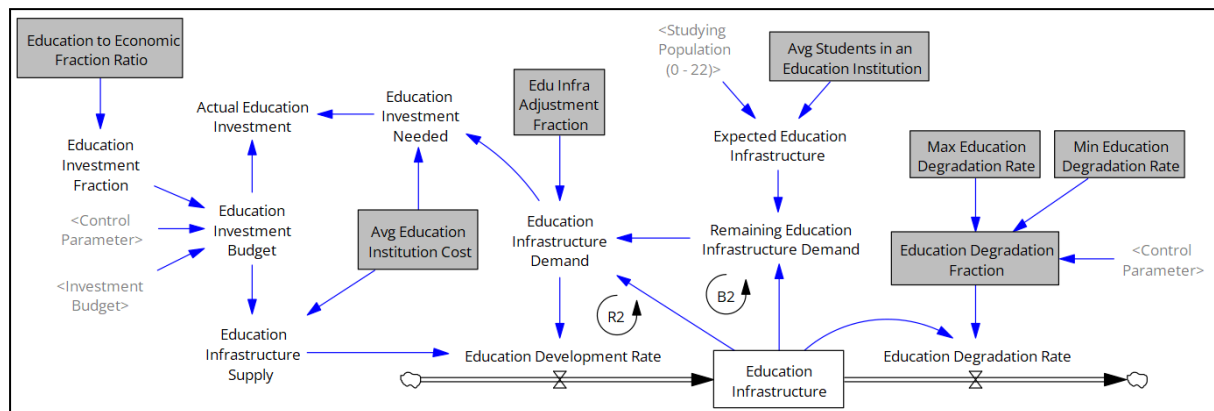 Education to Economic
Fraction Ratio
<Studying
Population
(0 - 22)>
Avg Students in an
Education Institution
Actual Education
Investment
Education
Investment
Needed
Edu Infra
Adjustment
Fraction
Expected Education
Infrastructure
Max Education
Degradation Rate
Min Education
Degradation Rate
Education
Investment
Fraction
<Control
Parameter>
Education
Investment
Budget
Avg Education
Institution Cost
Education
Infrastructure
Demand
Remaining Education
Infrastructure Demand
Education Degradation
Fraction
<Control
Parameter>
<Investment
Budget>
R2
B2
Education
Infrastructure
Supply
Education Development Rate
Education
Infrastructure
Education Degradation Rate